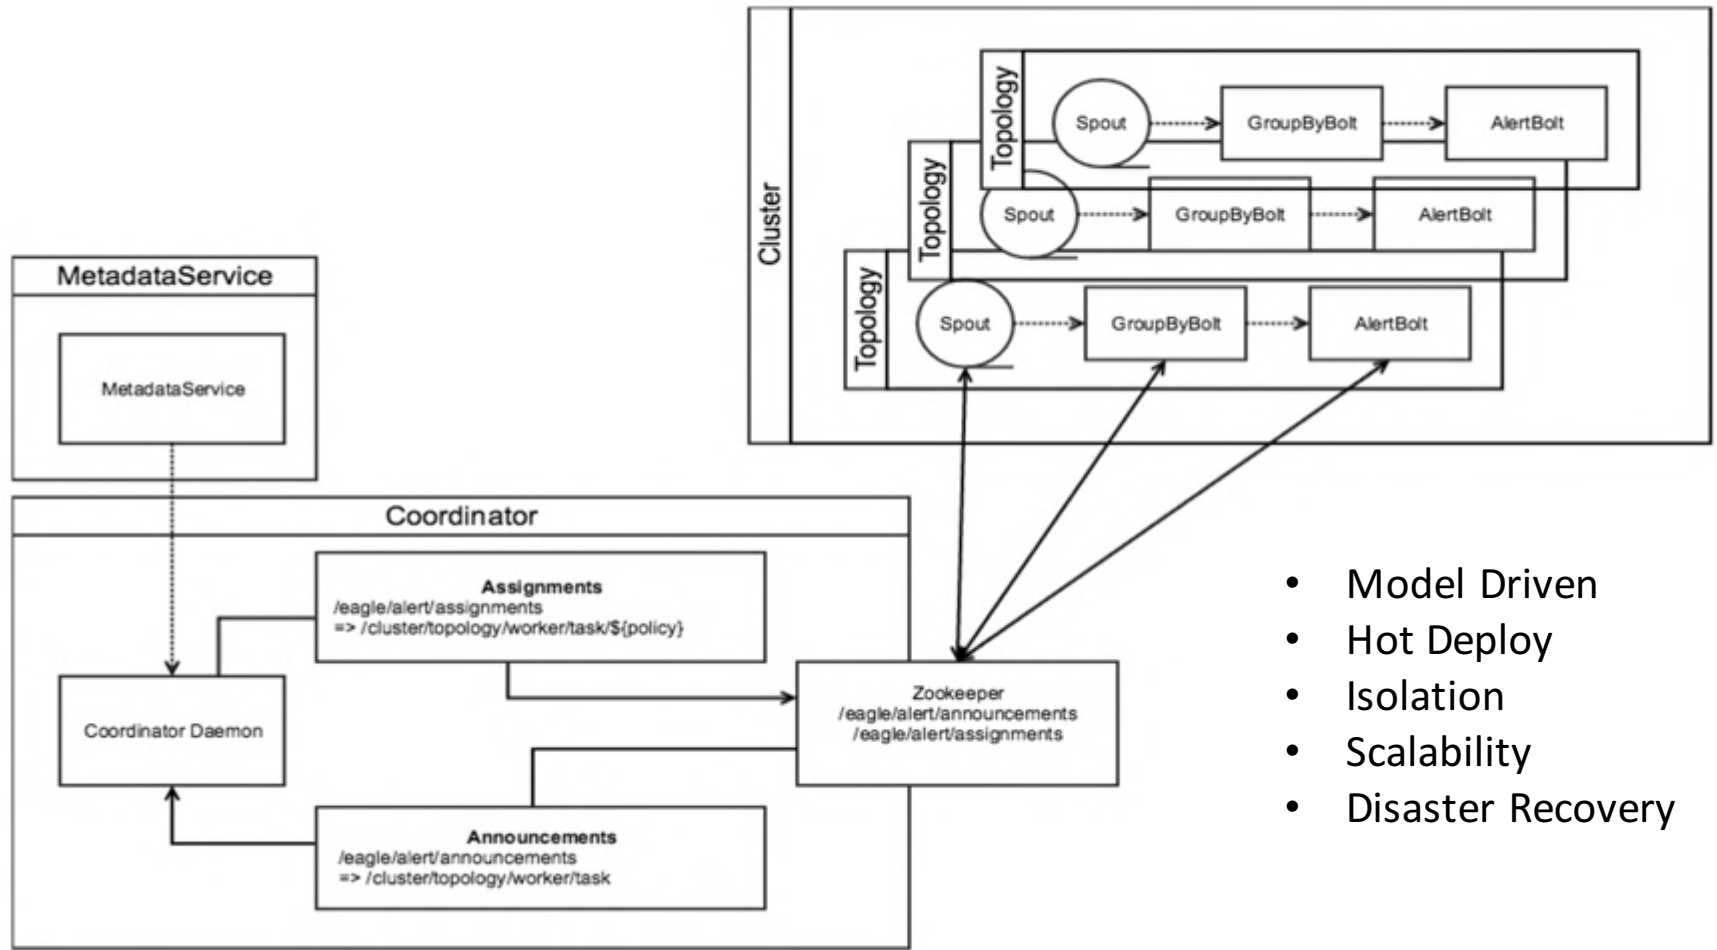 Cluster
Topology
Spout
GroupByBolt
AlertBolt
Topology
Spout
GroupByBolt
AlertBolt
Topology
Spout
GroupByBolt
AlertBolt
MetadataService
MetadataService
Coordinator
Assignments
/eagle/alert/assignments
=> /cluster/topology/worker/task/${policy}
Coordinator Daemon
Zookeeper
/eagle/alert/announcements
/eagle/alert/assignments
Announcements
/eagle/alert/announcements
=> /cluster/topology/worker/task
• Model Driven
• Hot Deploy
• Isolation
• Scalability
• Disaster Recovery